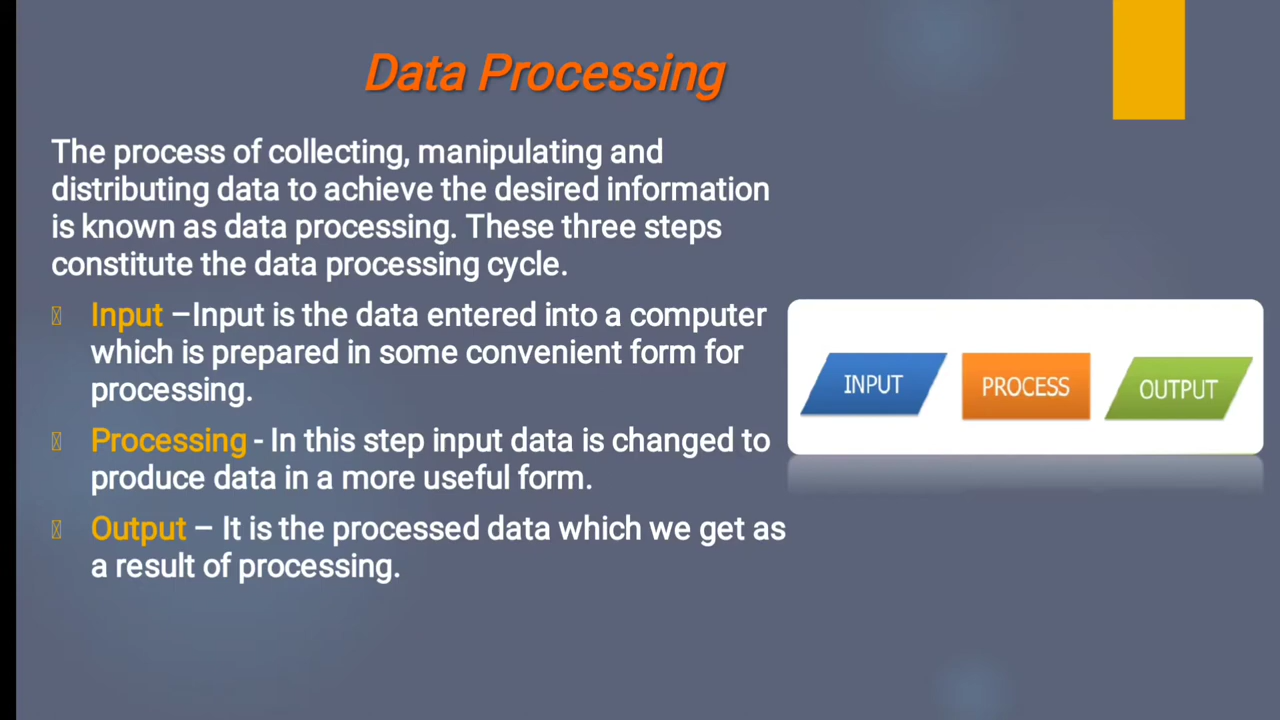 Data Processing
The process of collecting, manipulating and
distributing data to achieve the desired information
is known as data processing. These three steps
constitute the data processing cycle.
Input –Input is the data entered into a computer
which is prepared in some convenient form for
processing.
Processing - In this step input data is changed to
produce data in a more useful form.
Output – It is the processed data which we get as
a result of processing.
INPUT
PROCESS
OUTPUT